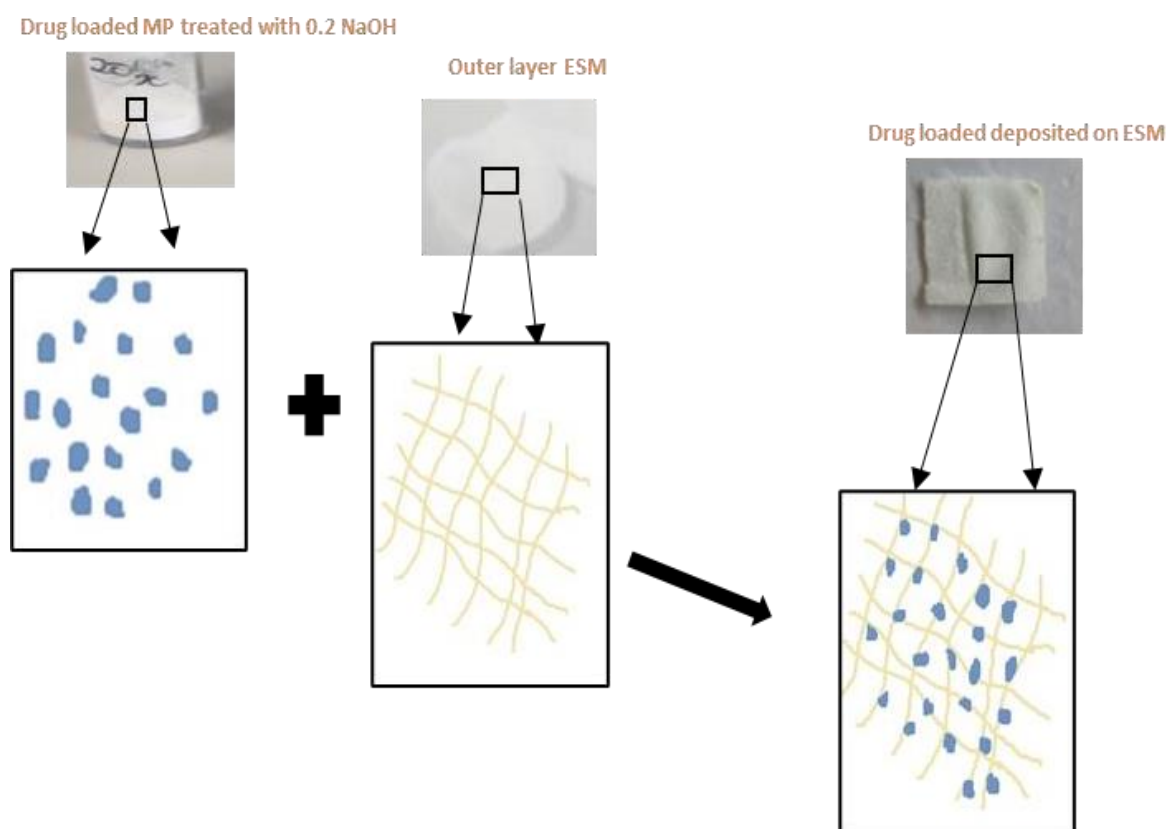 Drug loaded MP treated with 0.2 NaOH
Outer layer ESM
Drug loaded deposited on ESM